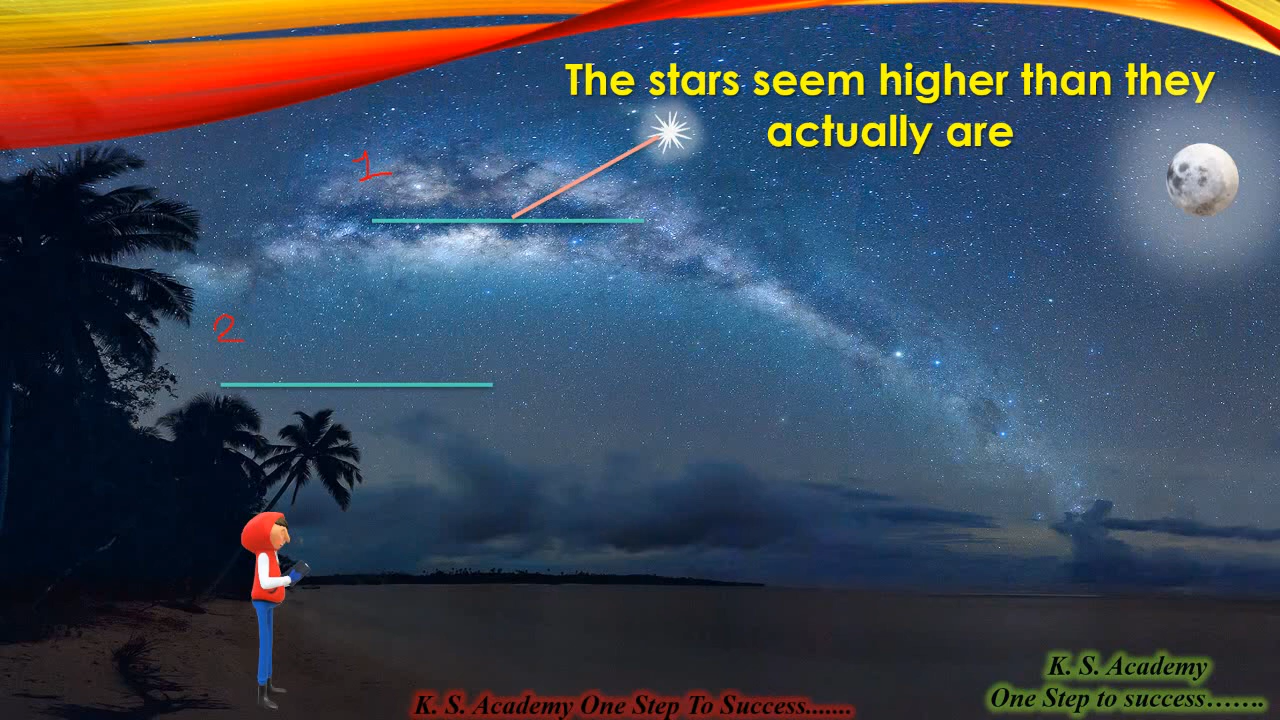 The stars seem higher than they
actually are
1
2
K. S. Academy
One Step to success…….
K. S. Academy One Step To Success.......